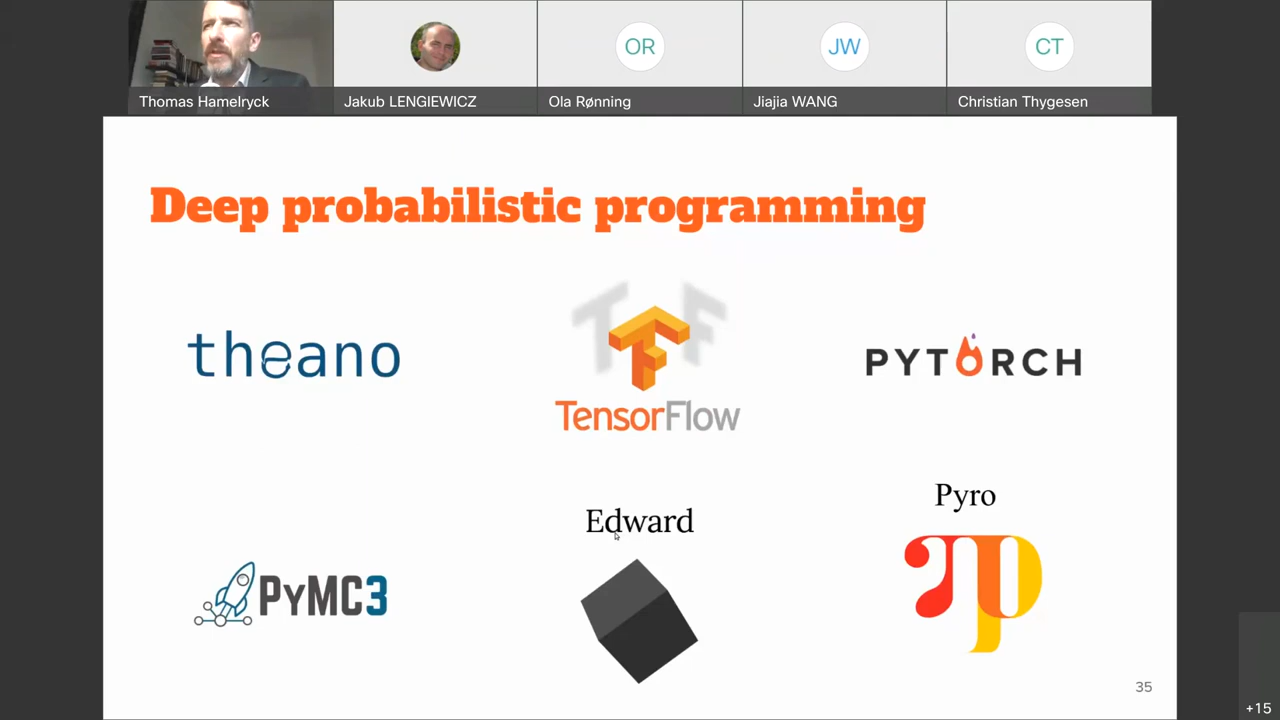 OR
JW
CT
Thomas Hamelryck
Jakub LENGIEWICZ
Ola Rønning
Jiajia WANG
Christian Thygesen
Deep probabilistic programming
theano
TF
TensorFlow
PYTORCH
Pyro
Edward
PyMC3
35
+15